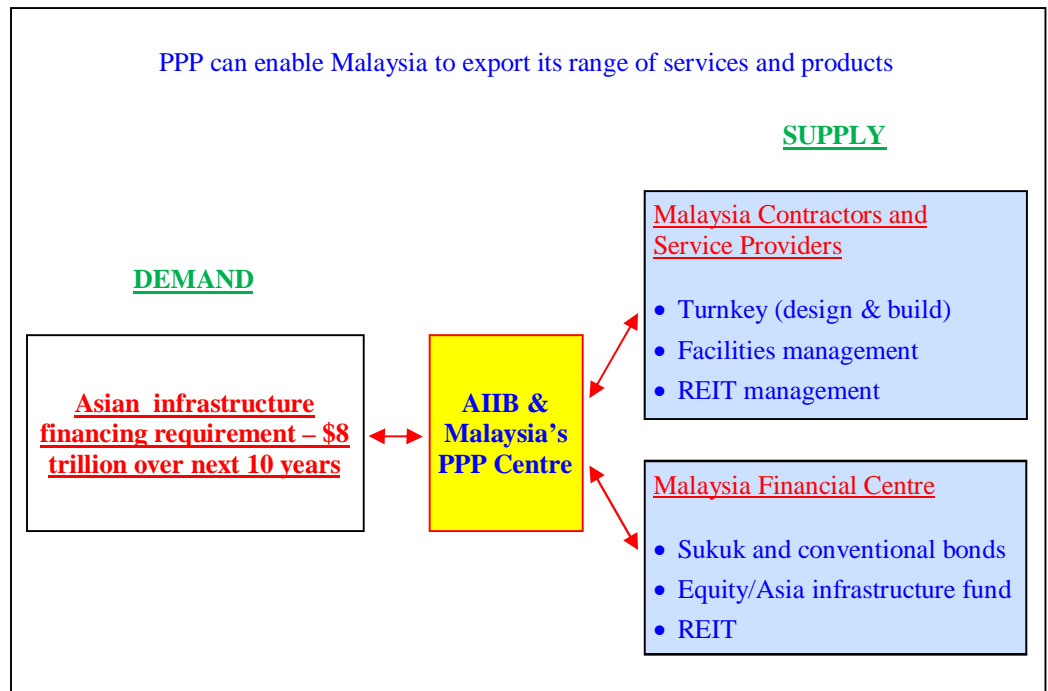 PPP can enable Malaysia to export its range of services and products
SUPPLY
Malaysia Contractors and
Service Providers
• Turnkey (design & build)
• Facilities management
• REIT management
DEMAND
Asian infrastructure
financing requirement – $8
trillion over next 10 years
AIIB &
Malaysia’s
PPP Centre
Malaysia Financial Centre
• Sukuk and conventional bonds
• Equity/Asia infrastructure fund
• REIT